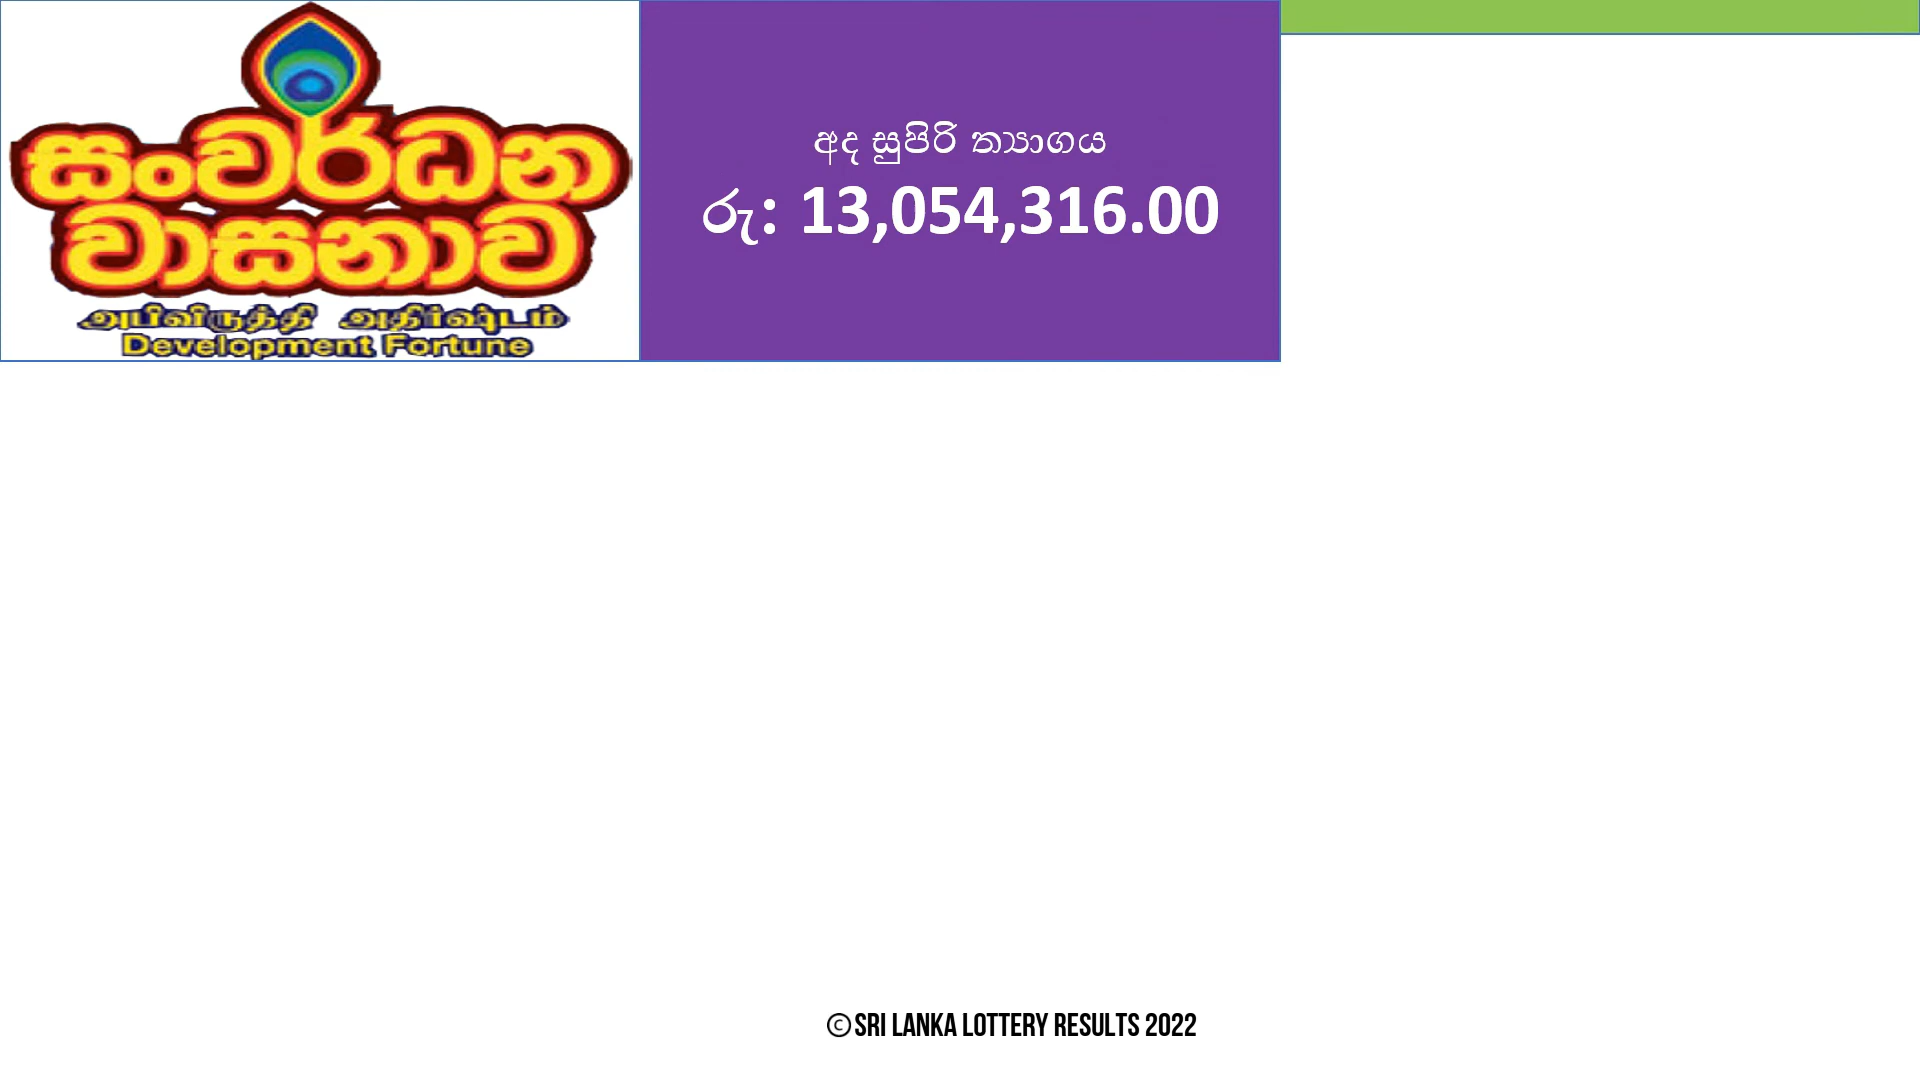 සංවර්ධන
වාසනාව
அபிவிருத்தி அதிர்ஷ்டம்
Development Fortune
අද සුපිරි ත්‍යාගය
රු: 13,054,316.00
©SRI LANKA LOTTERY RESULTS 2022